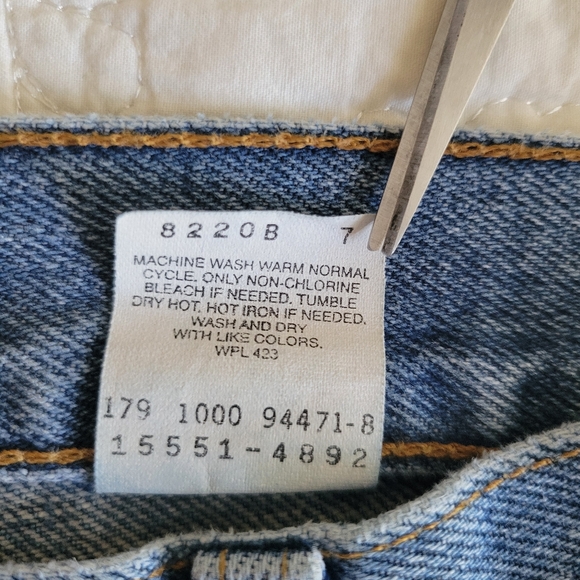 8220B 7
MACHINE WASH WARM NORMAL
CYCLE. ONLY NON-CHLORINE
BLEACH IF NEEDED. TUMBLE
DRY HOT. HOT IRON IF NEEDED.
WASH AND DRY
WITH LIKE COLORS.
WPL 423
179 1000 94471-8
15551-4892